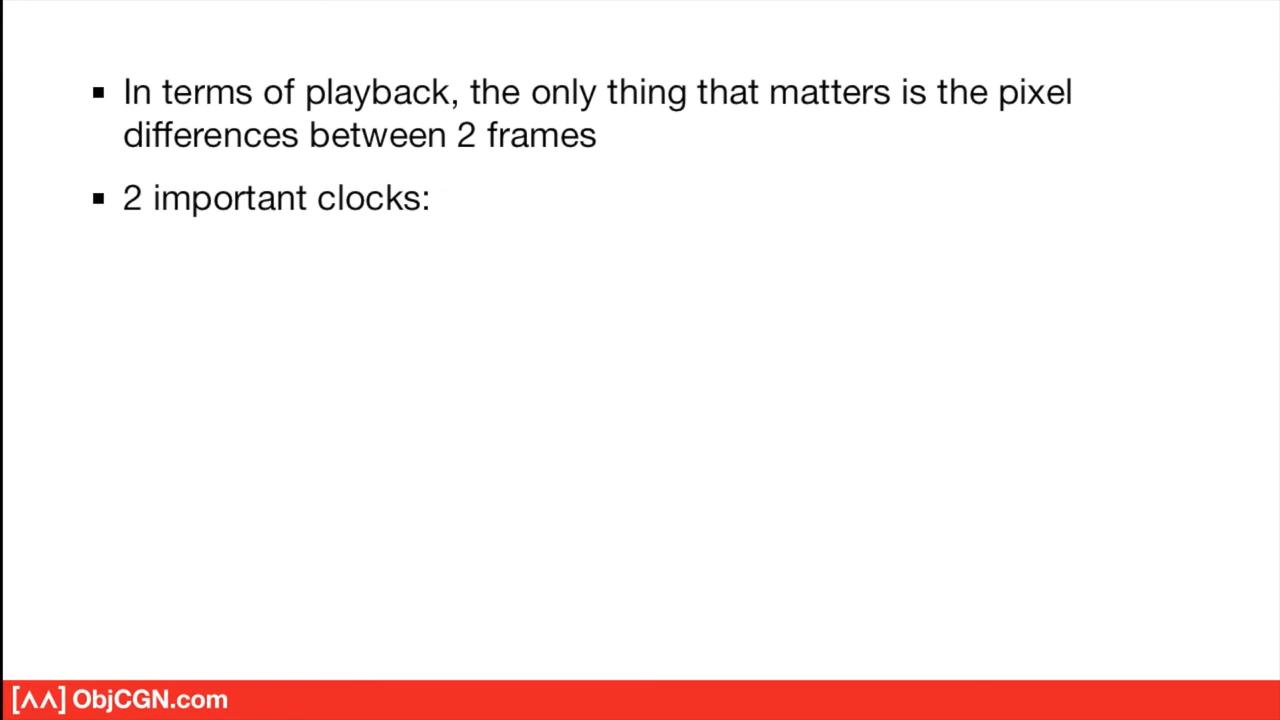 ▪ In terms of playback, the only thing that matters is the pixel
differences between 2 frames
▪ 2 important clocks:
[ʌʌ] ObjCGN.com